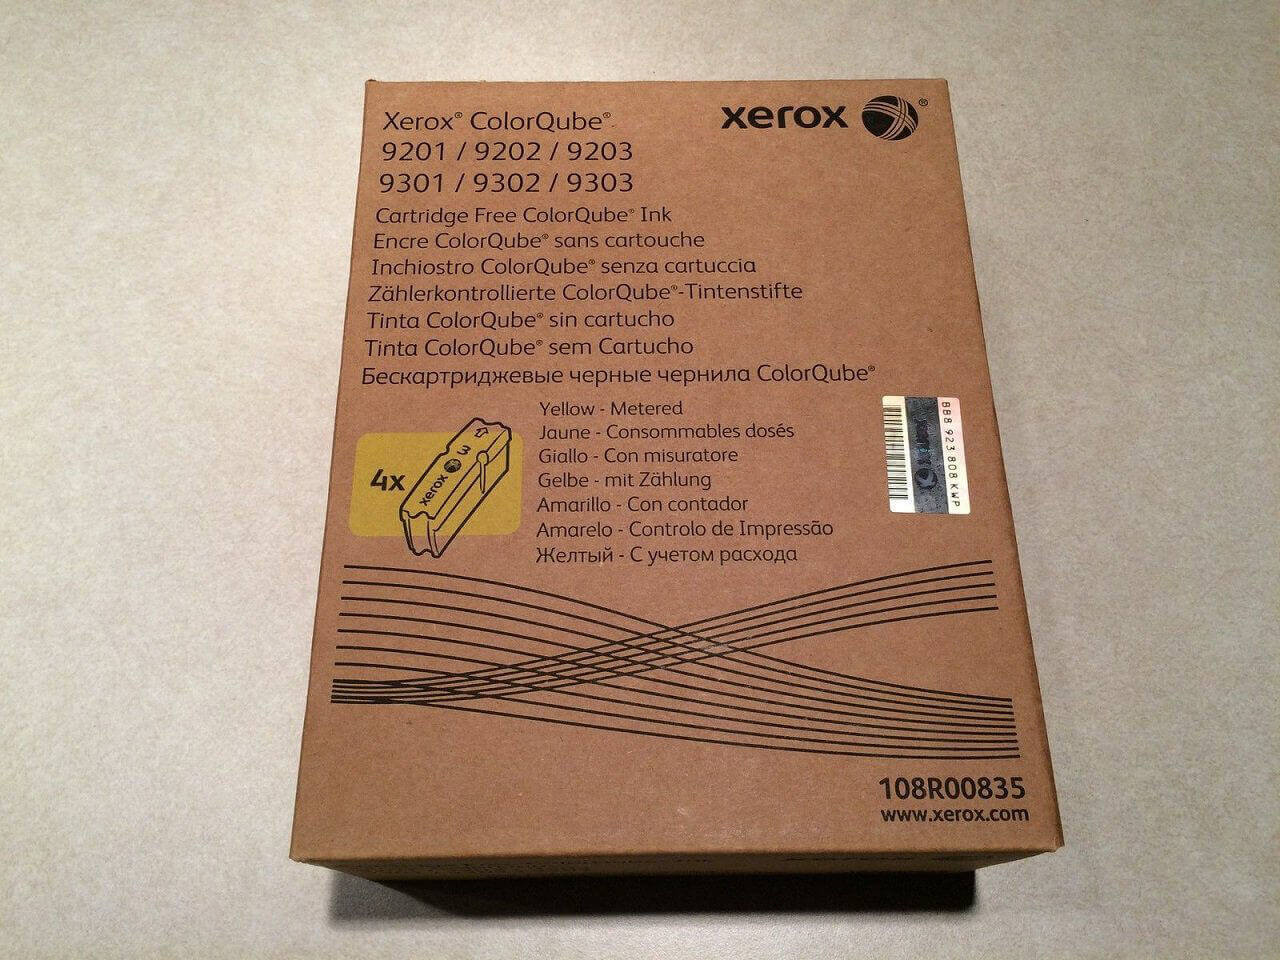 Xerox® ColorQube®
9201 / 9202 / 9203
9301 / 9302 / 9303
xerox ®
Cartridge Free ColorQube® Ink
Encre ColorQube® sans cartouche
Inchiostro ColorQube® senza cartuccia
Zählerkontrollierte ColorQube®-Tintenstifte
Tinta ColorQube® sin cartucho
Tinta ColorQube® sem Cartucho
Бескартриджевые черные чернила ColorQube®
4x
xerox 3
Yellow - Metered
Jaune - Consommables dosés
Giallo - Con misuratore
Gelbe - mit Zählung
Amarillo - Con contador
Amarelo - Controlo de Impressão
Желтый - С учетом расхода
BBB 923 808 KWP
108R00835
www.xerox.com